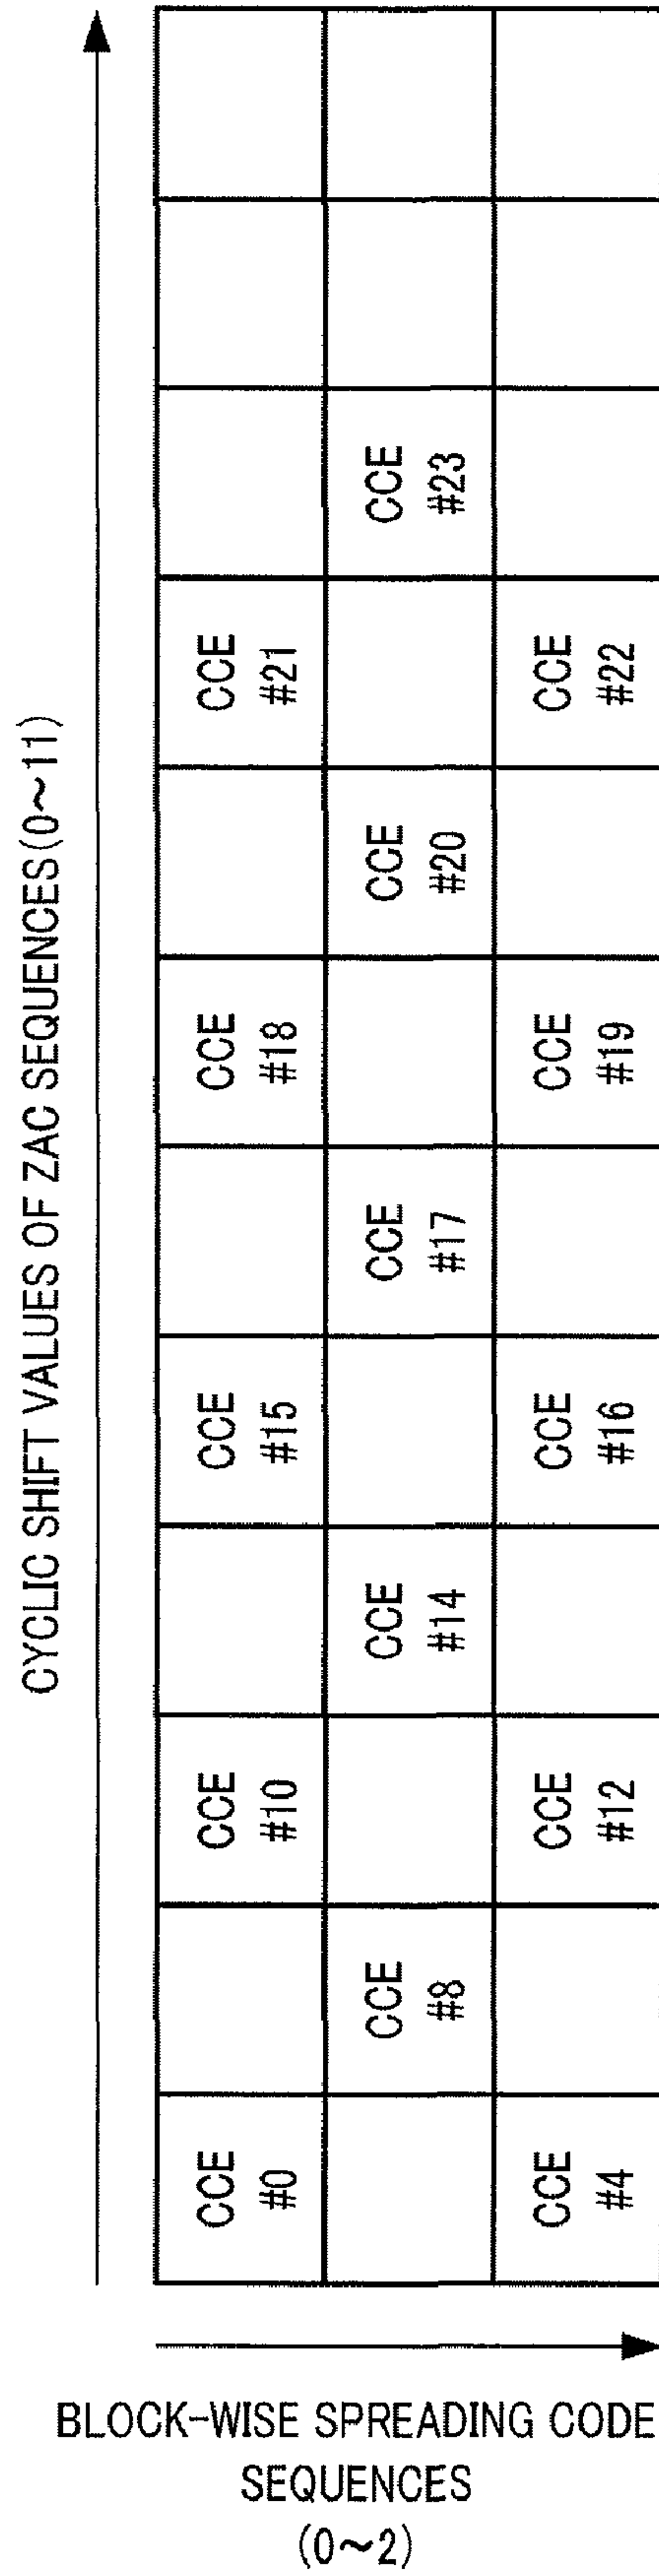 CYCLIC SHIFT VALUES OF ZAC SEQUENCES(0~11)
CCE
#0
CCE
#10
CCE
#15
CCE
#18
CCE
#21
CCE
#8
CCE
#14
CCE
#17
CCE
#20
CCE
#23
CCE
#4
CCE
#12
CCE
#16
CCE
#19
CCE
#22
BLOCK-WISE SPREADING CODE
SEQUENCES
(0~2)